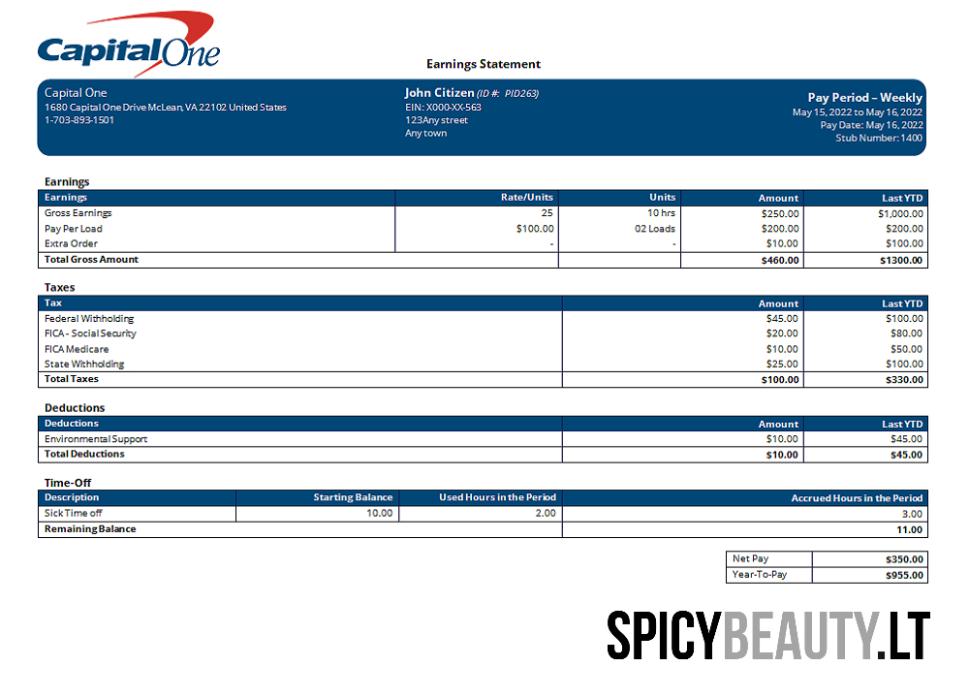 CapitalOne
Earnings Statement
Capital One
1680 Capital One Drive McLean, VA 22102 United States
1-703-893-1501
John Citizen (ID #: PID263)
EIN: X000-XX-563
123Any street
Any town
Pay Period – Weekly
May 15, 2022 to May 16, 2022
Pay Date: May 16, 2022
Stub Number: 1400
Earnings
Earnings Rate/Units Units Amount Last YTD
Gross Earnings 25 10 hrs $250.00 $1,000.00
Pay Per Load $100.00 02 Loads $200.00 $200.00
Extra Order - - $10.00 $100.00
Total Gross Amount $460.00 $1300.00
Taxes
Tax Amount Last YTD
Federal Withholding $45.00 $100.00
FICA - Social Security $20.00 $80.00
FICA Medicare $10.00 $50.00
State Withholding $25.00 $100.00
Total Taxes $100.00 $330.00
Deductions
Deductions Amount Last YTD
Environmental Support $10.00 $45.00
Total Deductions $10.00 $45.00
Time-Off
Description Starting Balance Used Hours in the Period Accrued Hours in the Period
Sick Time off 10.00 2.00 3.00
Remaining Balance 11.00
Net Pay $350.00
Year-To-Pay $955.00
SPICYBEAUTY.LT